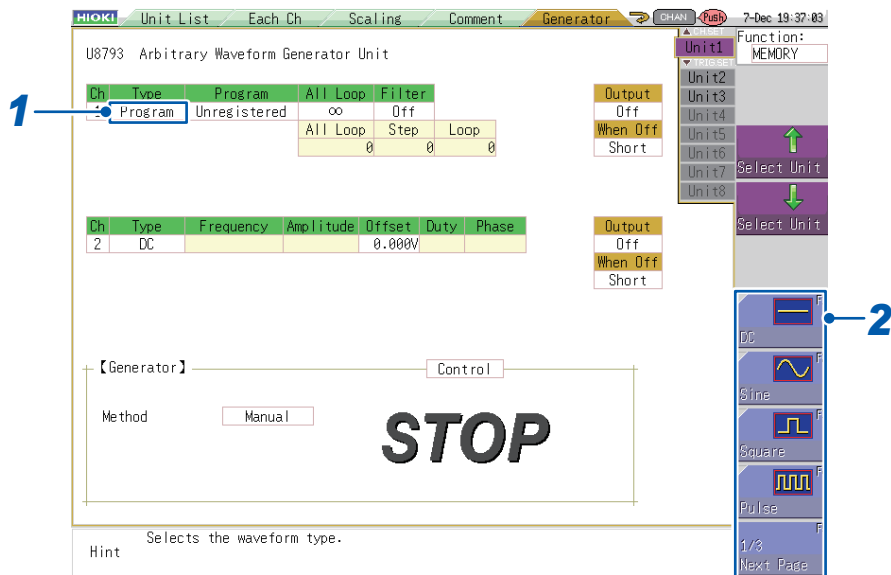 HIOKI Unit List Each Ch Scaling Comment Generator CHAN Push 7-Dec 19:37:03
▲ CH.SET
Function:
MEMORY
Unit1
▼ TRIG.SET
U8793 Arbitrary Waveform Generator Unit
Unit2
Unit3
Unit4
Unit5
Unit6
Unit7
Unit8
Select Unit
Select Unit
Ch Type Program All Loop Filter
Program Unregistered ∞ Off
All Loop Step Loop
0 0 0
Output
Off
When Off
Short
1
Ch Type Frequency Amplitude Offset Duty Phase
2 DC 0.000V
Output
Off
When Off
Short
F
DC
F
Sine
F
Square
F
Pulse
F
1/3
Next Page
2
【Generator】 Control
Method Manual
STOP
Hint Selects the waveform type.